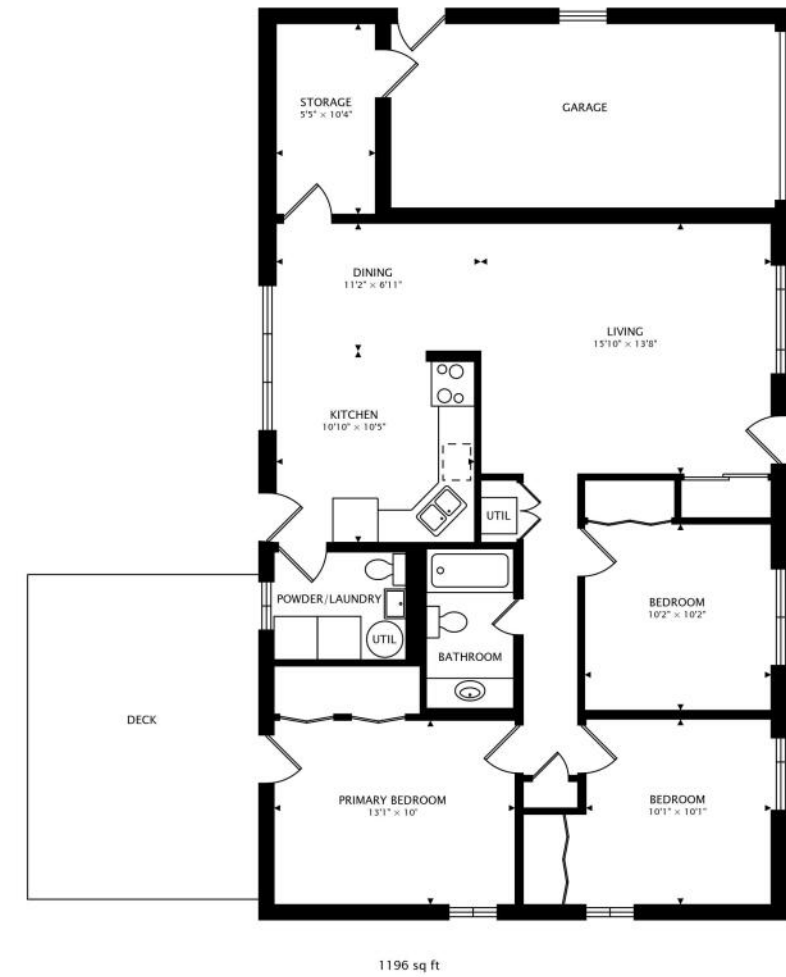 STORAGE
5'5" × 10'4"
GARAGE
DINING
11'2" × 6'11"
LIVING
15'10" × 13'8"
KITCHEN
10'10" × 10'5"
UTIL
POWDER/LAUNDRY
UTIL
BATHROOM
BEDROOM
10'2" × 10'2"
DECK
PRIMARY BEDROOM
13'1" × 10'
BEDROOM
10'1" × 10'1"
1196 sq ft